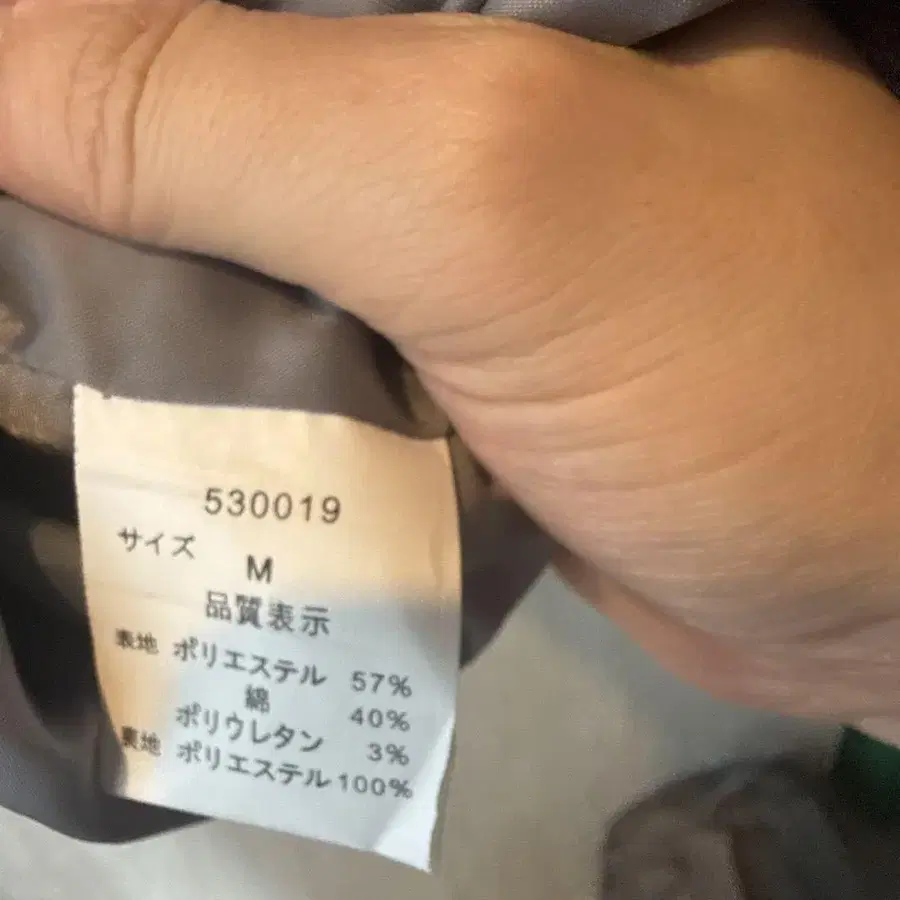 530019
サイズ
M
品質表示
表地 ポリエステル 57%
綿 40%
ポリウレタン 3%
裏地 ポリエステル 100%